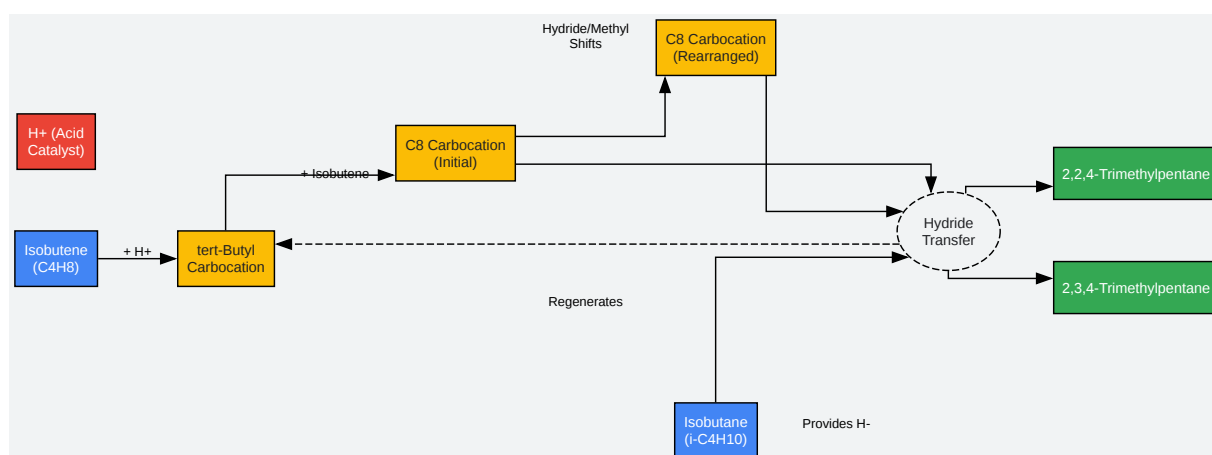 Hydride/Methyl
Shifts
C8 Carbocation
(Rearranged)
H+ (Acid
Catalyst)
C8 Carbocation
(Initial)
+ Isobutene
2,2,4-Trimethylpentane
Hydride
Transfer
Isobutene
(C4H8)
+ H+
tert-Butyl
Carbocation
2,3,4-Trimethylpentane
Regenerates
Isobutane
(i-C4H10)
Provides H-